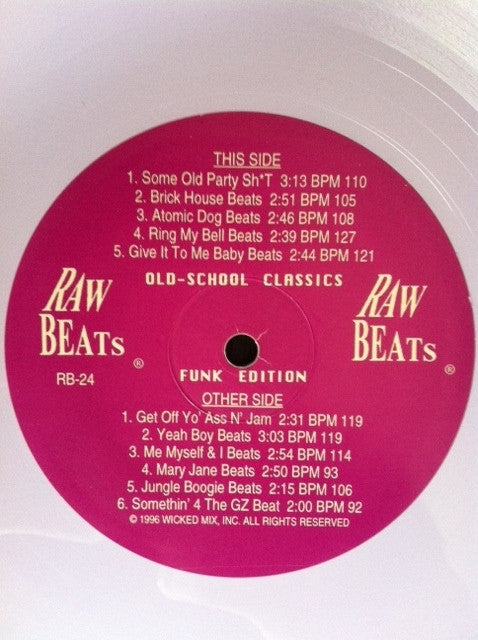 THIS SIDE
1. Some Old Party Sh*T 3:13 BPM 110
2. Brick House Beats 2:51 BPM 105
3. Atomic Dog Beats 2:46 BPM 108
4. Ring My Bell Beats 2:39 BPM 127
5. Give It To Me Baby Beats 2:44 BPM 121
OLD-SCHOOL CLASSICS
RAW
BEATs ®
RB-24
RAW
BEATs ®
FUNK EDITION
OTHER SIDE
1. Get Off Yo' Ass N' Jam 2:31 BPM 119
2. Yeah Boy Beats 3:03 BPM 119
3. Me Myself & I Beats 2:54 BPM 114
4. Mary Jane Beats 2:50 BPM 93
5. Jungle Boogie Beats 2:15 BPM 106
6. Somethin' 4 The GZ Beat 2:00 BPM 92
© 1996 WICKED MIX, INC. ALL RIGHTS RESERVED